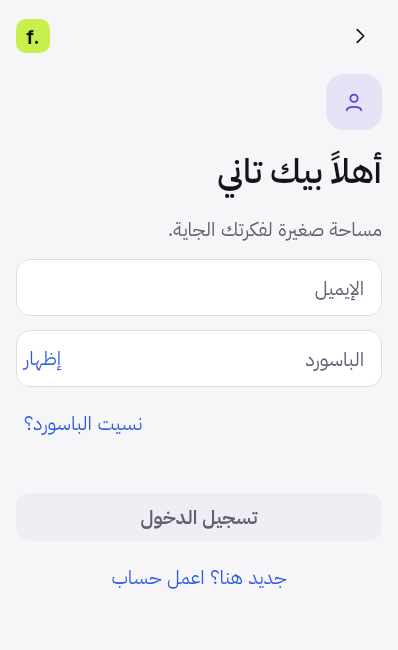 f.
أهلاً بيك تاني
مساحة صغيرة لفكرتك الجاية.
الإيميل
الباسورد
إظهار
نسيت الباسورد؟
تسجيل الدخول
جديد هنا؟ اعمل حساب